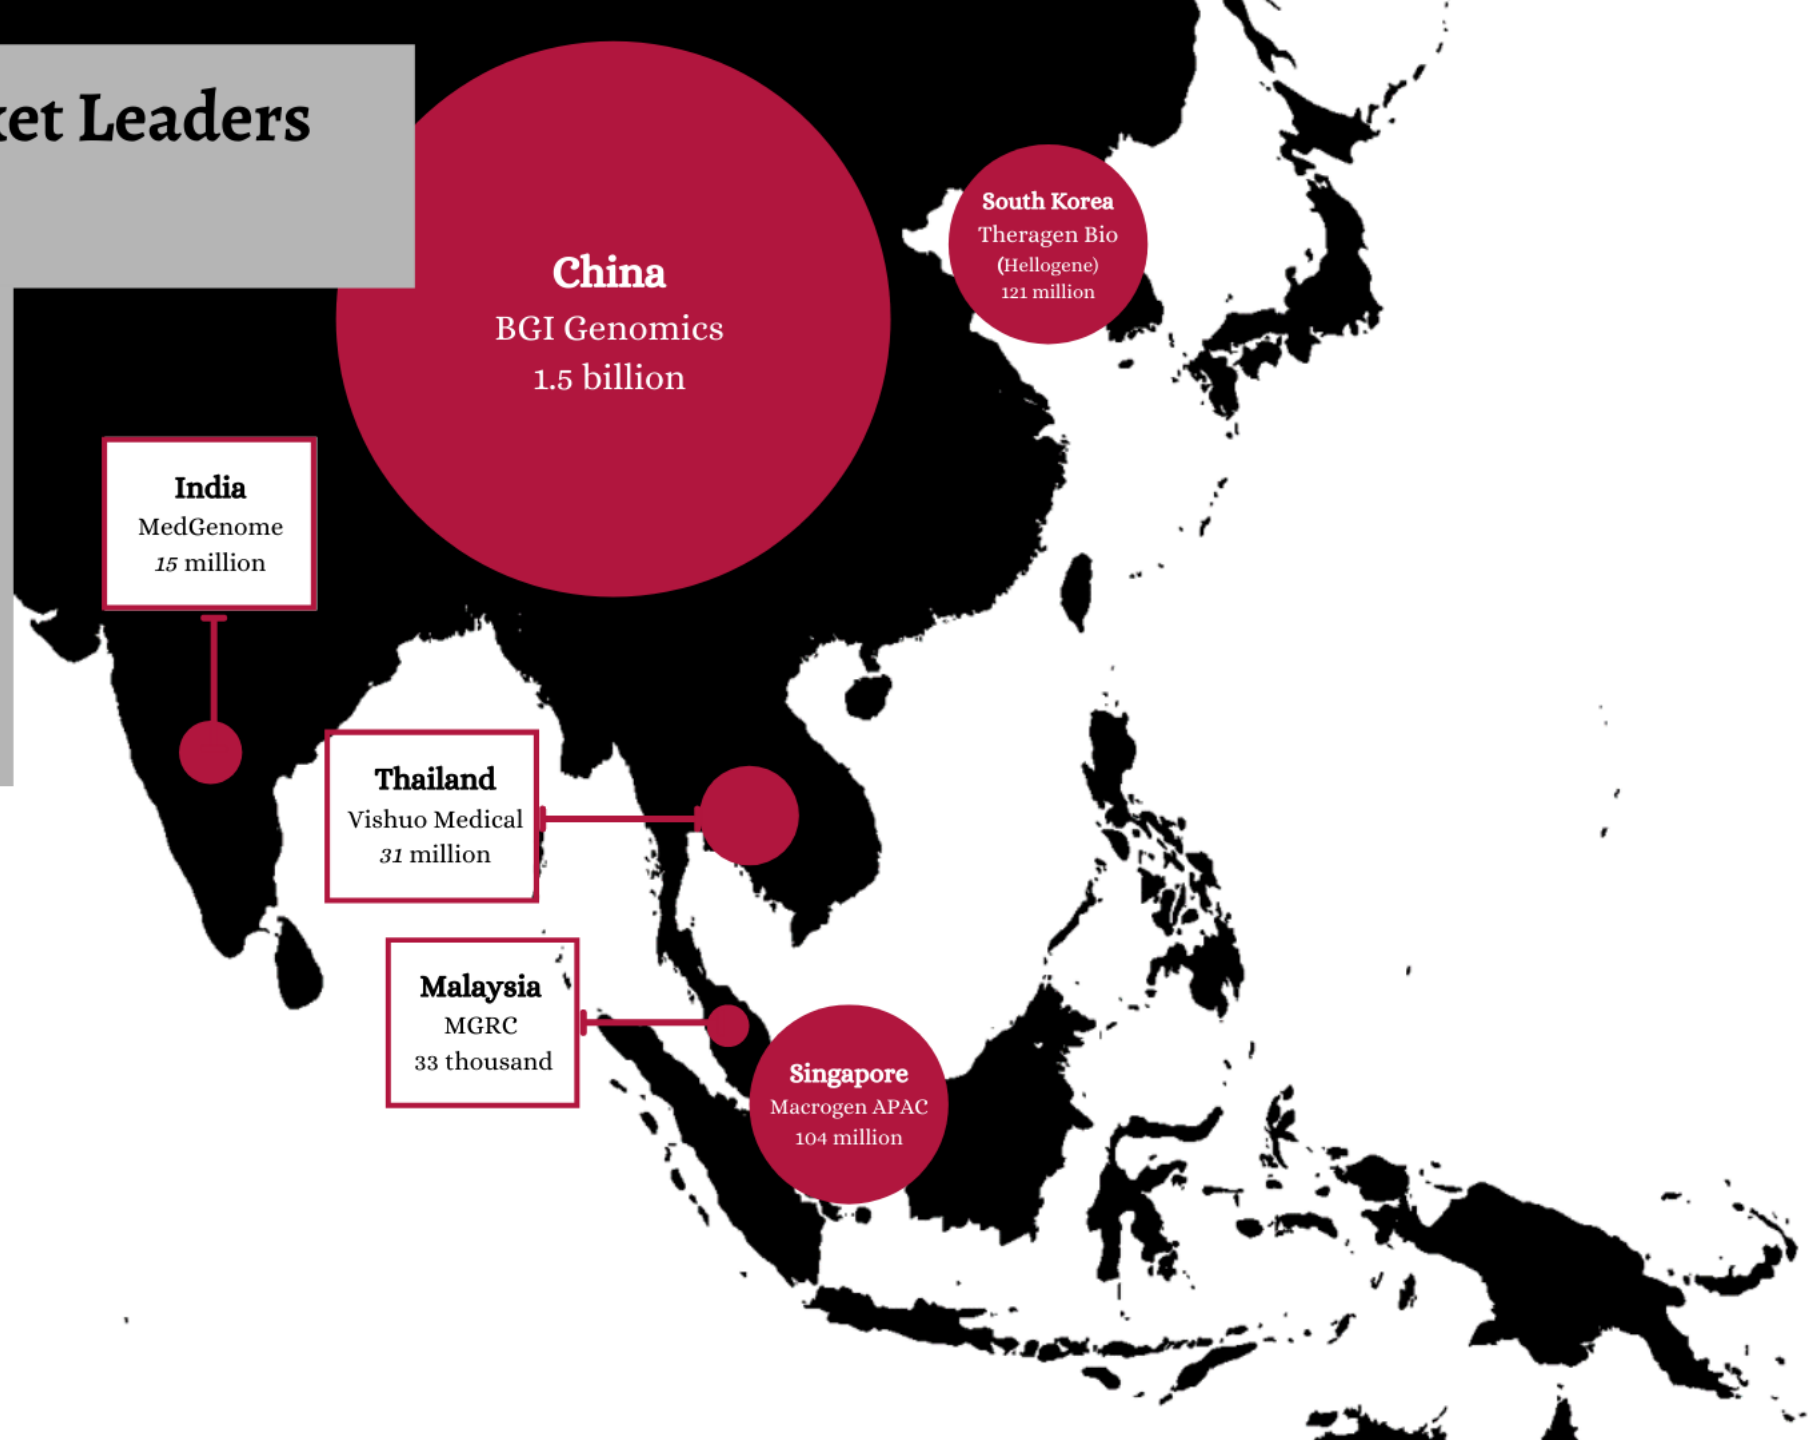 ket Leaders
China
BGI Genomics
1.5 billion
South Korea
Theragen Bio
(Hellogene)
121 million
India
MedGenome
15 million
Thailand
Vishuo Medical
31 million
Malaysia
MGRC
33 thousand
Singapore
Macrogen APAC
104 million